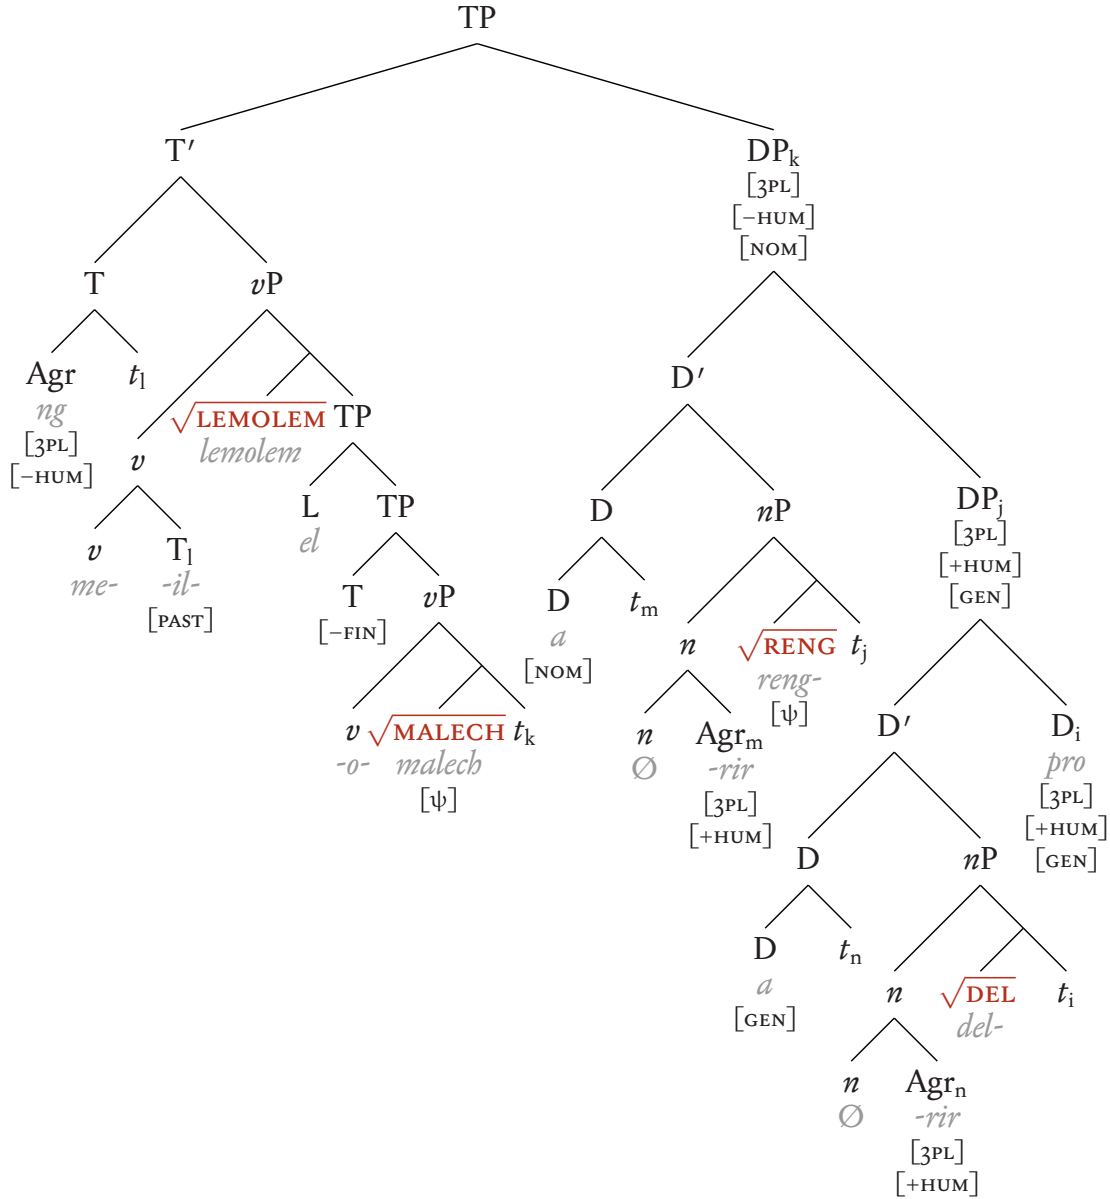 TP
T′ DPₖ
[3PL]
[−HUM]
[NOM]
T vP
D′
Agr tₗ
ng
[3PL]
[−HUM]
√LEMOLEM TP
lemolem
v
DPⱼ
[3PL]
[+HUM]
[GEN]
L TP
el
D nP
v Tₗ
me- -il-
[PAST]
T vP
[−FIN]
D tₘ
a
[NOM]
n √RENG tⱼ
reng-
[ψ]
v √MALECH tₖ
-o- malech
[ψ]
n Agrₘ
Ø -rir
[3PL]
[+HUM]
D′ Dᵢ
pro
[3PL]
[+HUM]
[GEN]
D nP
D tₙ
a
[GEN]
n √DEL tᵢ
del-
n Agrₙ
Ø -rir
[3PL]
[+HUM]